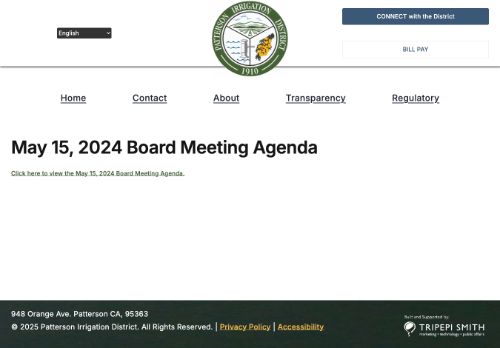 English
PATTERSON IRRIGATION DISTRICT
1910
CONNECT with the District
BILL PAY
Home
Contact
About
Transparency
Regulatory
May 15, 2024 Board Meeting Agenda
Click here to view the May 15, 2024 Board Meeting Agenda.
948 Orange Ave. Patterson CA, 95363
© 2025 Patterson Irrigation District. All Rights Reserved. | Privacy Policy | Accessibility
Built and Supported by:
TRIPEPI SMITH
marketing • technology • public affairs